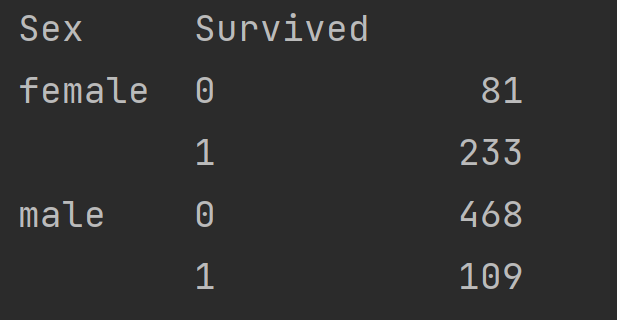 Sex     Survived
female  0            81
        1           233
male    0           468
        1           109